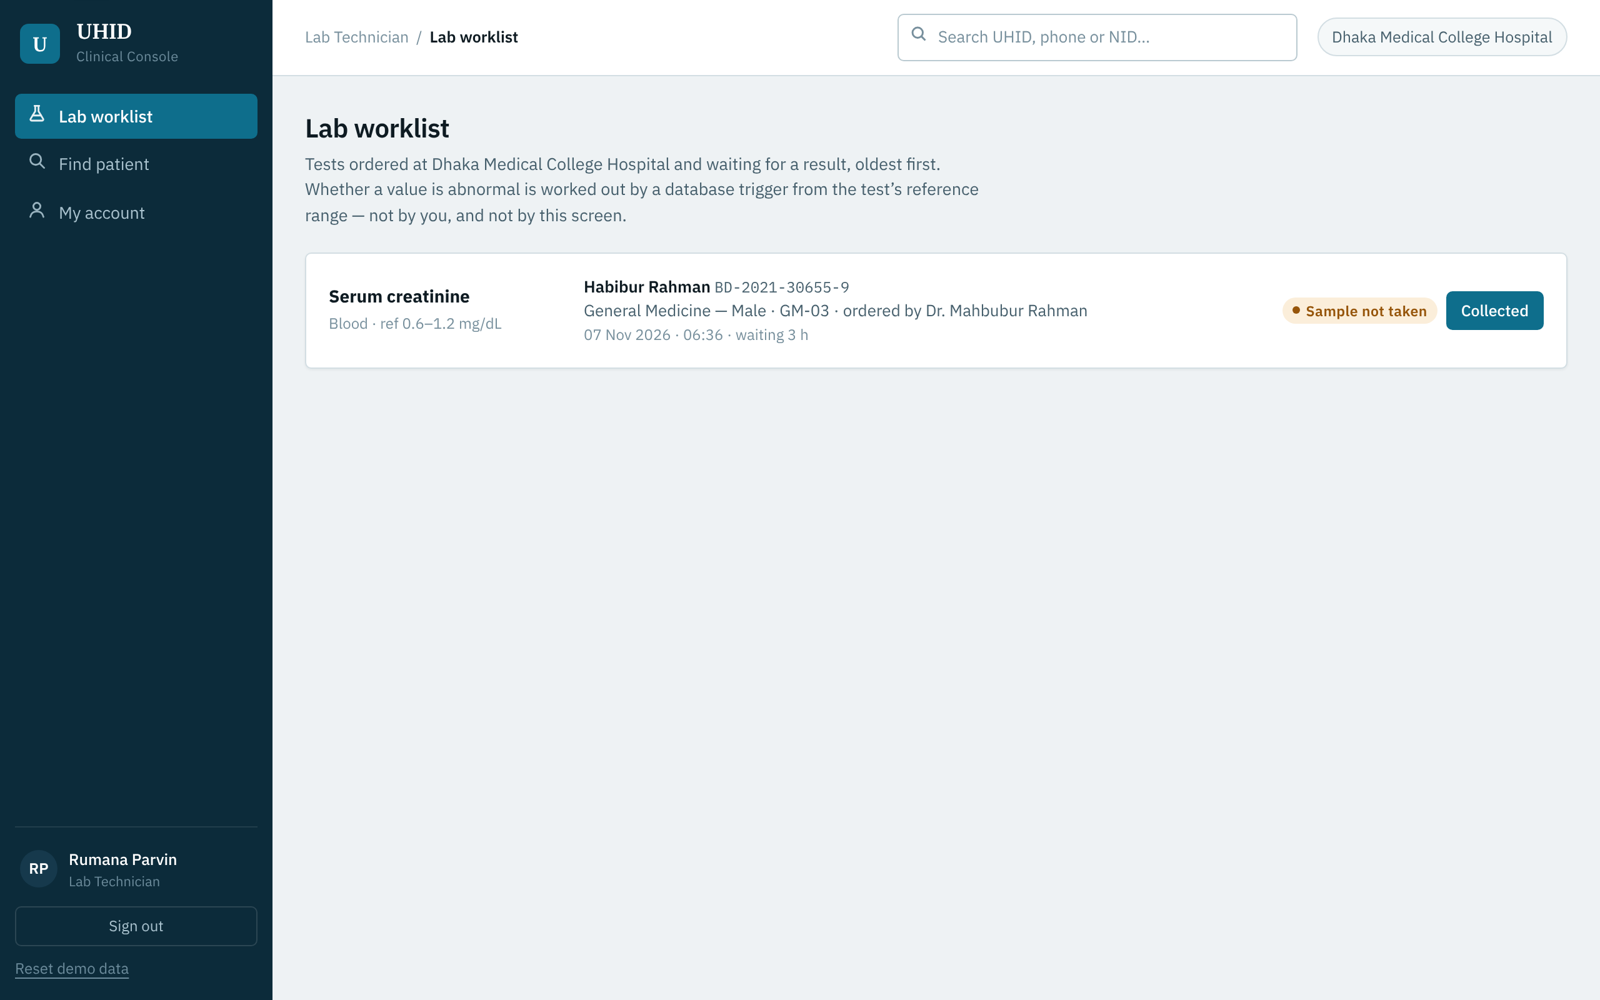 U
UHID
Clinical Console
Lab worklist
Find patient
My account
RP
Rumana Parvin
Lab Technician
Sign out
Reset demo data
Lab Technician / Lab worklist
Search UHID, phone or NID...
Dhaka Medical College Hospital
Lab worklist
Tests ordered at Dhaka Medical College Hospital and waiting for a result, oldest first.
Whether a value is abnormal is worked out by a database trigger from the test’s reference
range — not by you, and not by this screen.
Serum creatinine
Blood · ref 0.6–1.2 mg/dL
Habibur Rahman BD-2021-30655-9
General Medicine — Male · GM-03 · ordered by Dr. Mahbubur Rahman
07 Nov 2026 · 06:36 · waiting 3 h
Sample not taken
Collected